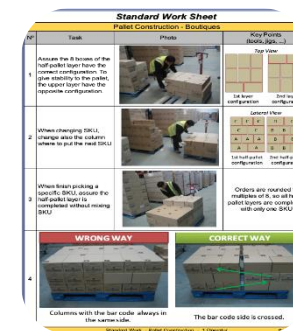 Standard Work Sheet
Pallet Construction - Boutiques
Nº
Task
Photo
Key Points
(tools, jigs, ...)
1
Assure the 8 boxes of the
half-pallet layer have the
correct configuration. To
give stability to the pallet,
the upper layer have the
opposite configuration.
Top View
1st layer
configuration
2nd layer
configuration
2
When changing SKU,
change also the column
where to put the next SKU
Lateral View
1st half-pallet
configuration
2nd half-pallet
configuration
3
When finish picking a
specific SKU, assure the
half-pallet layer is
completed without mixing
SKU
Orders are rounded
multiples of 8, so all h
pallet layers are comple
with only one SKU
4
WRONG WAY
CORRECT WAY
Columns with the bar code always in
the same side.
The bar code side is crossed.